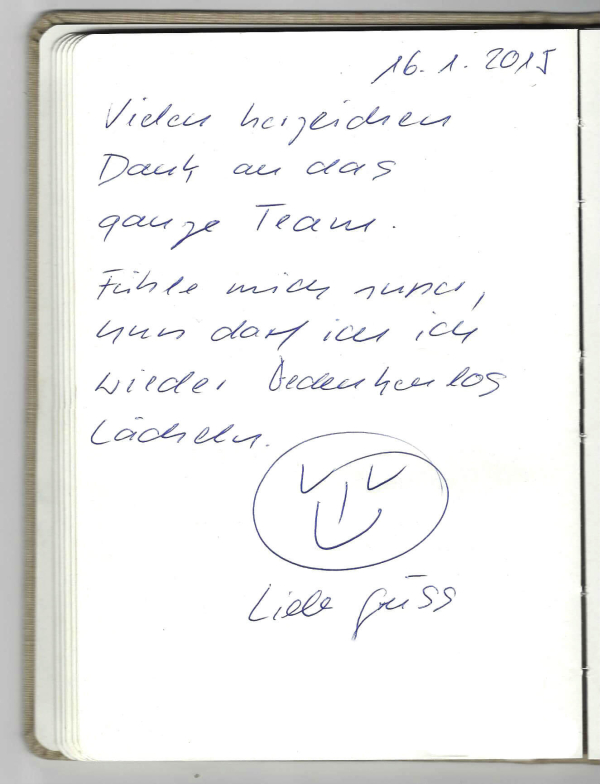 16. 1. 2015
Vielen herzlichen
Dank an das
ganze Team.
Fühle mich super,
nun darf ich ich
wieder bedenkenlos
Lächeln.
Liebe Grüss